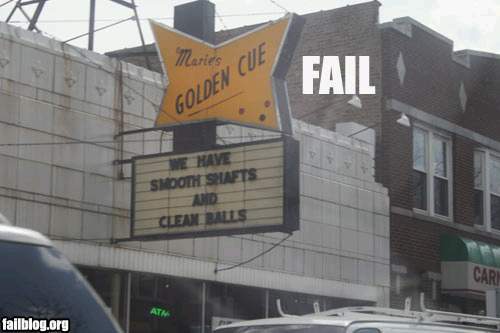 Marie's
GOLDEN CUE
FAIL
WE HAVE
SMOOTH SHAFTS
AND
CLEAN BALLS
ATM
CAR
failblog.org